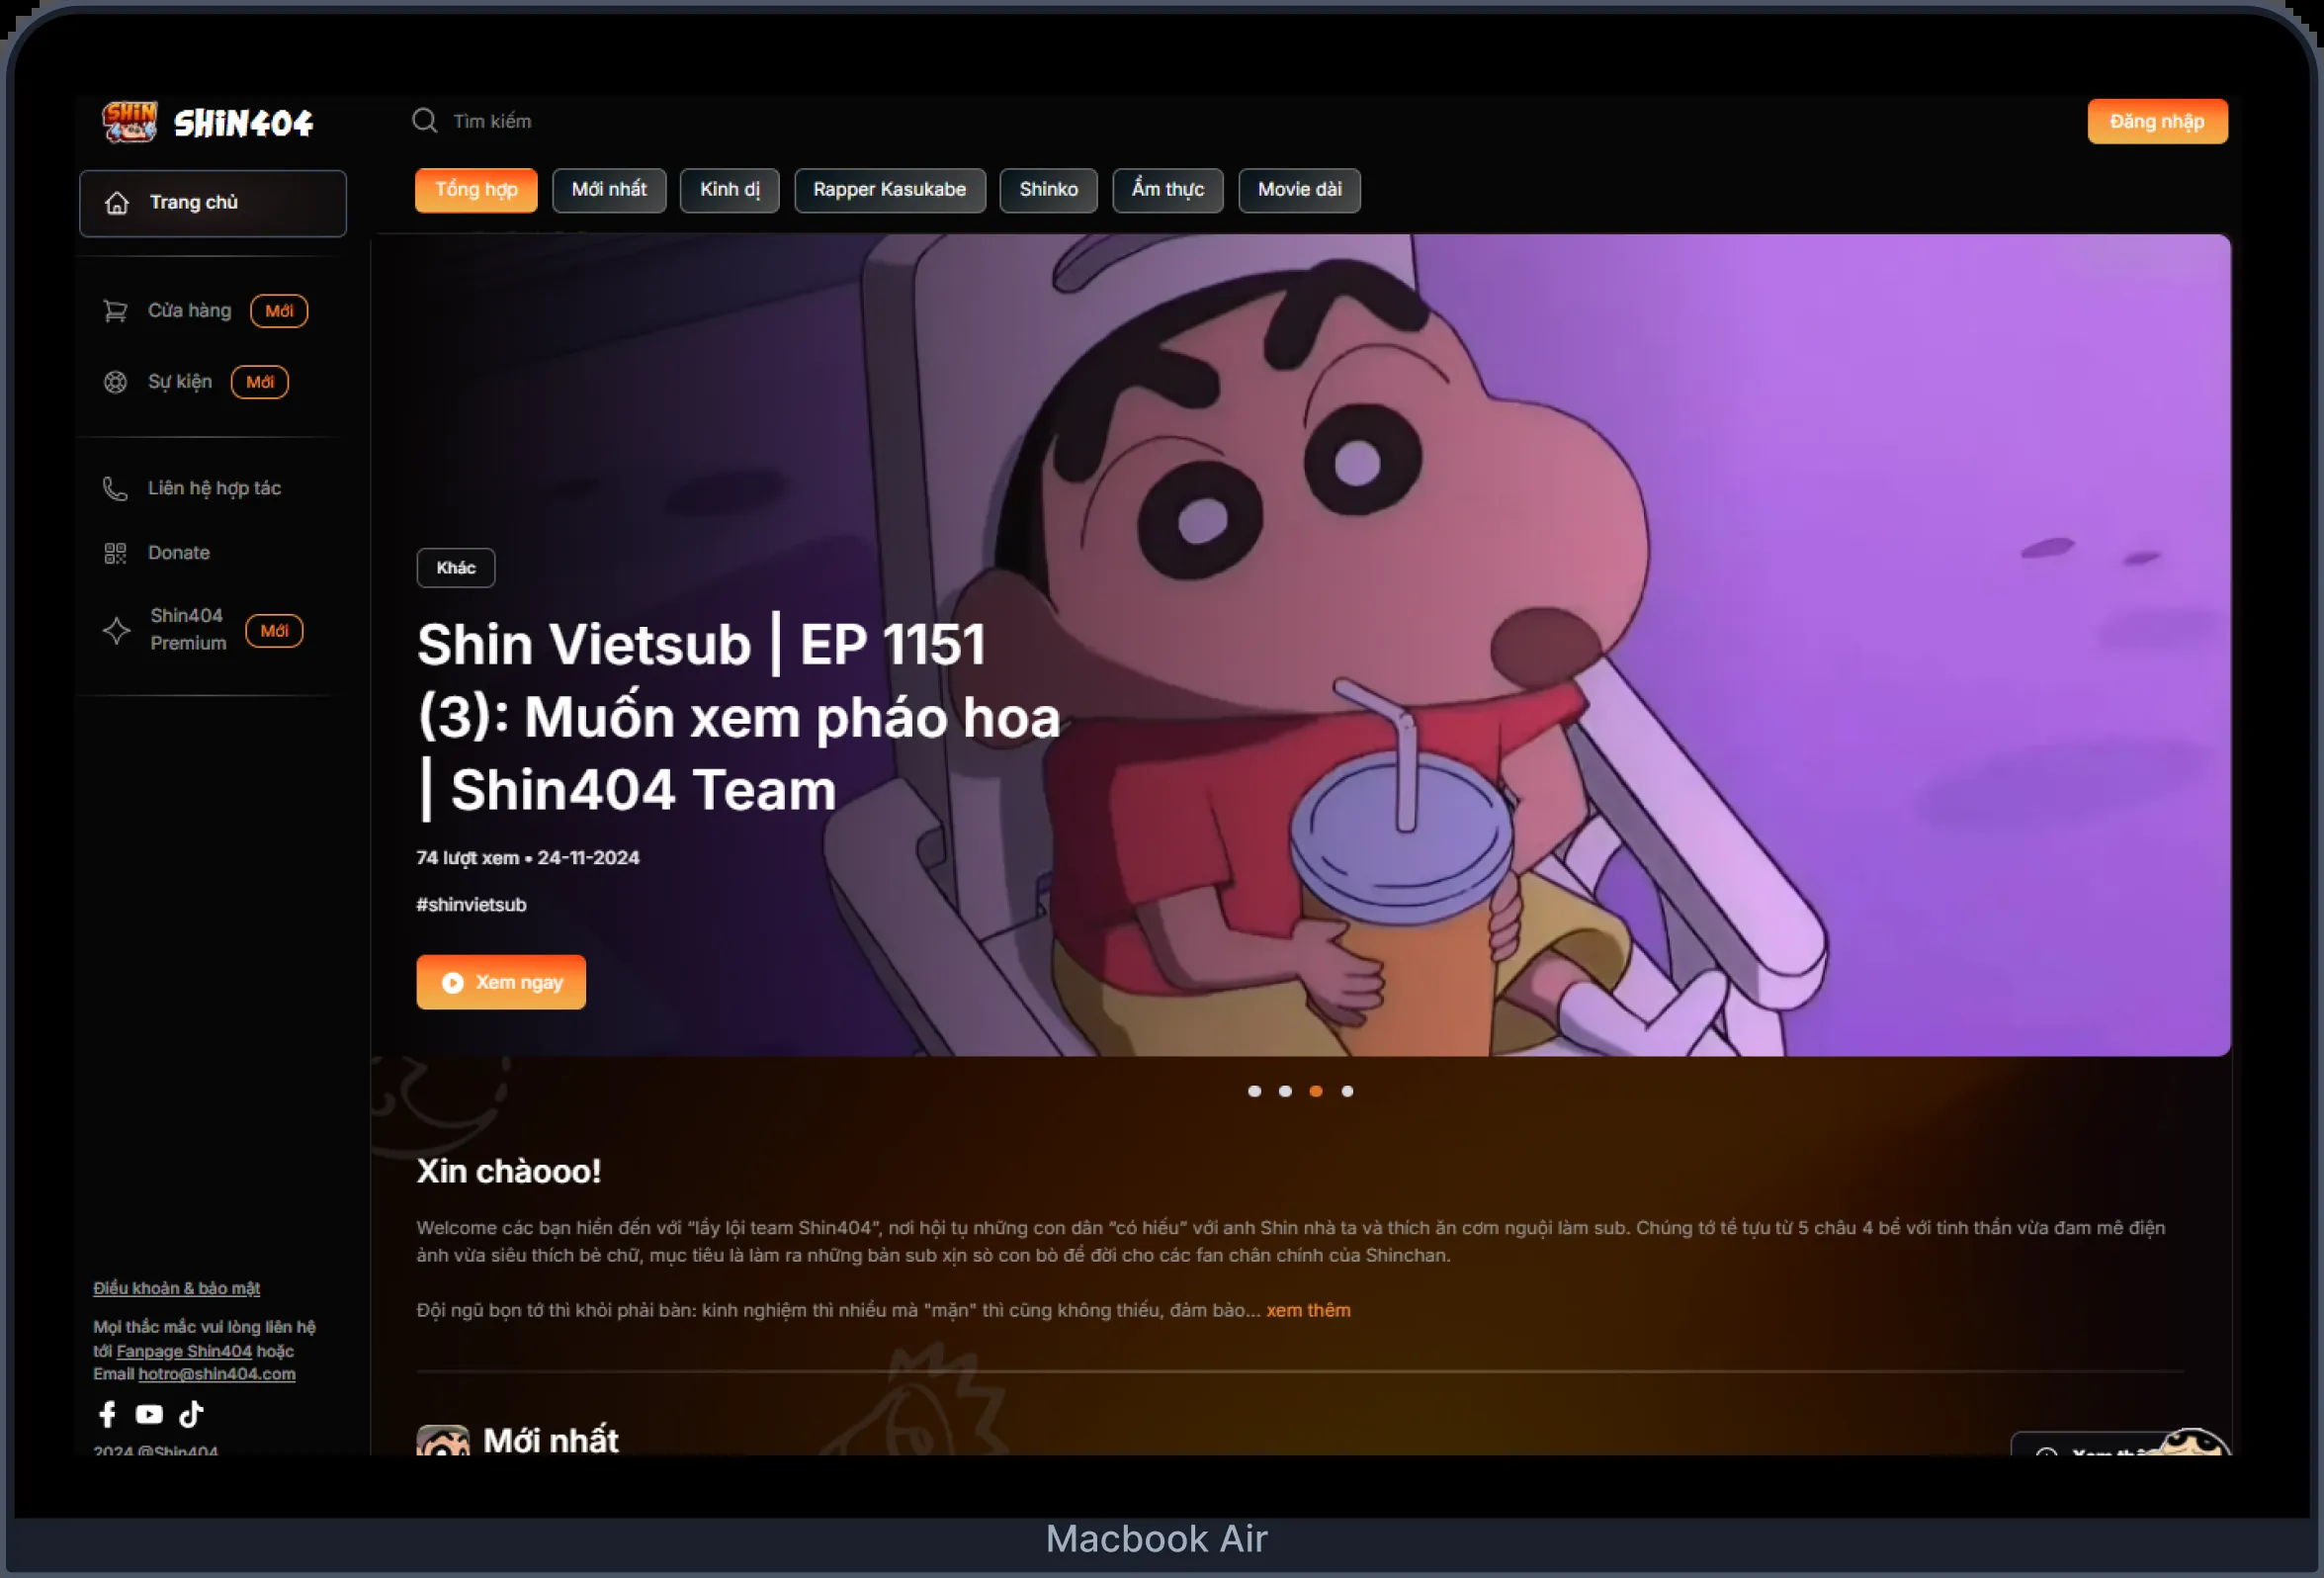 SHIN
SHiN404
Tìm kiếm
Đăng nhập
Trang chủ
Tổng hợp
Mới nhất
Kinh dị
Rapper Kasukabe
Shinko
Ẩm thực
Movie dài
Cửa hàng
Mới
Sự kiện
Mới
Liên hệ hợp tác
Donate
Shin404
Premium
Mới
Khác
Shin Vietsub | EP 1151
(3): Muốn xem pháo hoa
| Shin404 Team
74 lượt xem • 24-11-2024
#shinvietsub
Xem ngay
Xin chàooo!
Welcome các bạn hiền đến với “lầy lội team Shin404”, nơi hội tụ những con dân “có hiếu” với anh Shin nhà ta và thích ăn cơm nguội làm sub. Chúng tớ tề tựu từ 5 châu 4 bể với tinh thần vừa đam mê điện
ảnh vừa siêu thích bẻ chữ, mục tiêu là làm ra những bản sub xịn sò con bò để đời cho các fan chân chính của Shinchan.
Đội ngũ bọn tớ thì khỏi phải bàn: kinh nghiệm thì nhiều mà "mặn" thì cũng không thiếu, đảm bảo... xem thêm
Điều khoản & bảo mật
Mọi thắc mắc vui lòng liên hệ
tới Fanpage Shin404 hoặc
Email hotro@shin404.com
2024 @Shin404
Mới nhất
Xem
Macbook Air